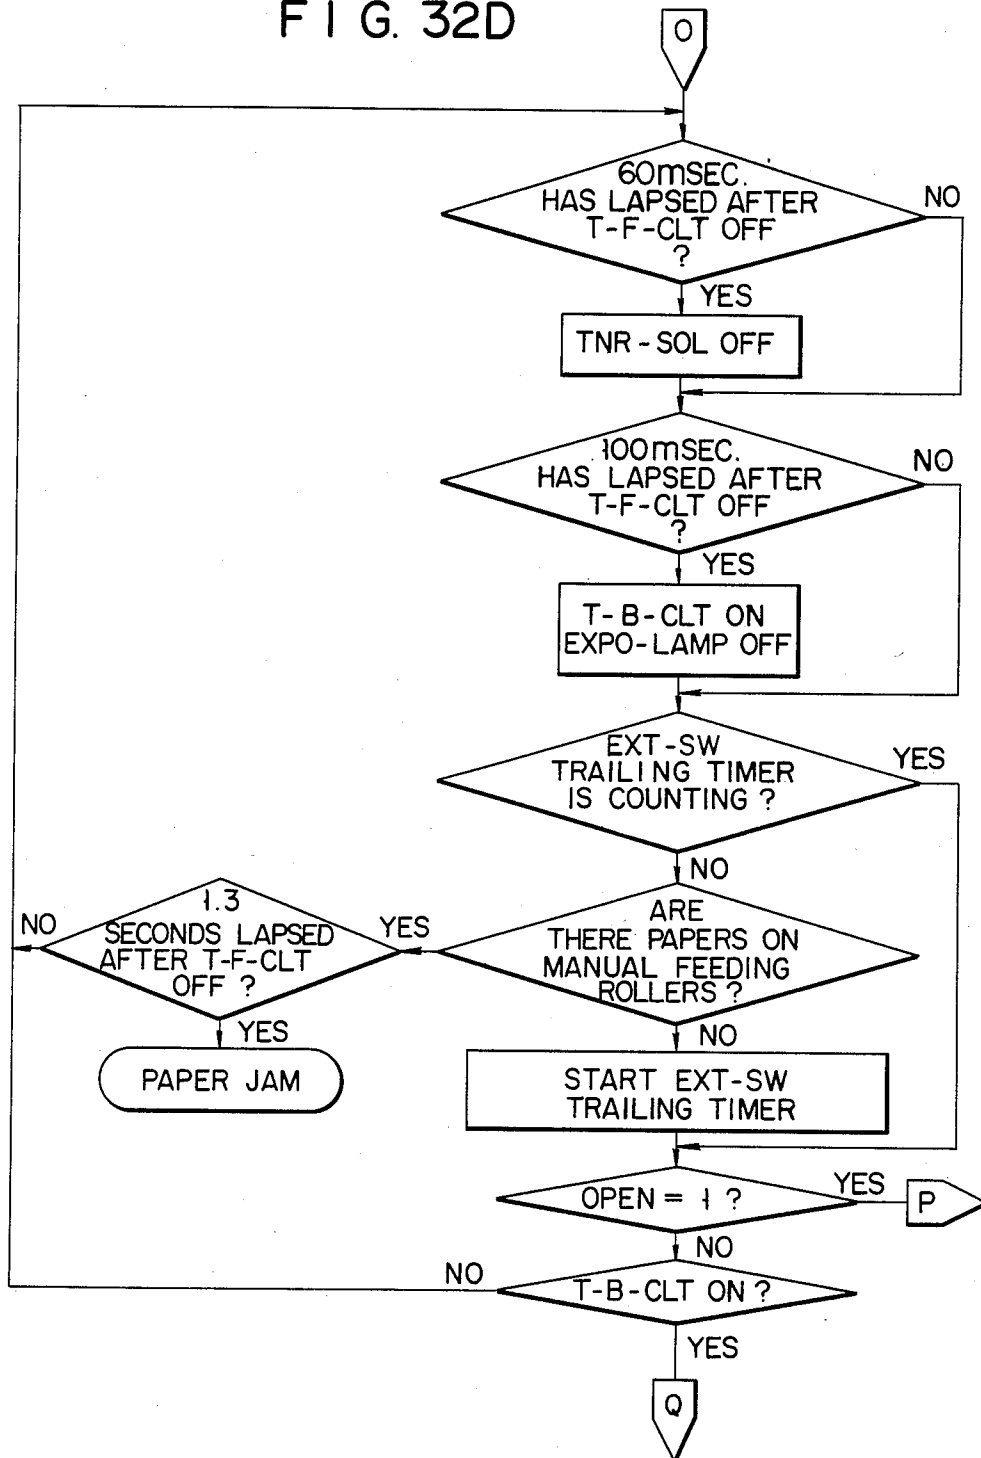 FIG. 32D
O
60mSEC.
HAS LAPSED AFTER
T-F-CLT OFF
?
NO
YES
TNR-SOL OFF
100mSEC.
HAS LAPSED AFTER
T-F-CLT OFF
?
NO
YES
T-B-CLT ON
EXPO-LAMP OFF
EXT-SW
TRAILING TIMER
IS COUNTING ?
YES
NO
ARE
THERE PAPERS ON
MANUAL FEEDING
ROLLERS ?
YES
NO
1.3
SECONDS LAPSED
AFTER T-F-CLT
OFF ?
NO
YES
PAPER JAM
START EXT-SW
TRAILING TIMER
OPEN = 1 ?
YES
P
NO
T-B-CLT ON ?
NO
YES
Q